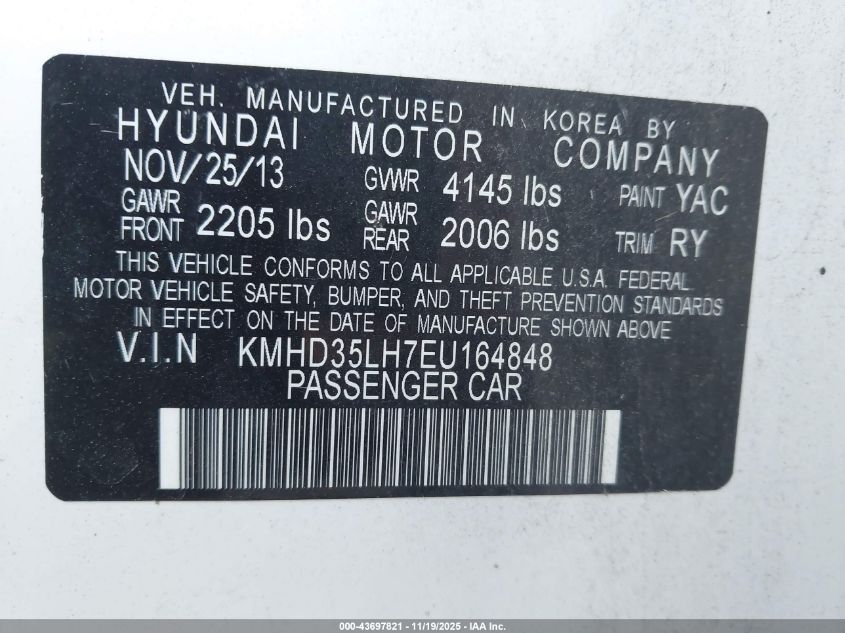 VEH. MANUFACTURED IN KOREA BY
HYUNDAI MOTOR COMPANY
NOV/25/13 GVWR 4145 lbs PAINT YAC
GAWR FRONT 2205 lbs GAWR REAR 2006 lbs TRIM RY
THIS VEHICLE CONFORMS TO ALL APPLICABLE U.S.A. FEDERAL
MOTOR VEHICLE SAFETY, BUMPER, AND THEFT PREVENTION STANDARDS
IN EFFECT ON THE DATE OF MANUFACTURE SHOWN ABOVE
V.I.N KMHD35LH7EU164848
PASSENGER CAR
000-43697821 - 11/19/2025 - IAA Inc.